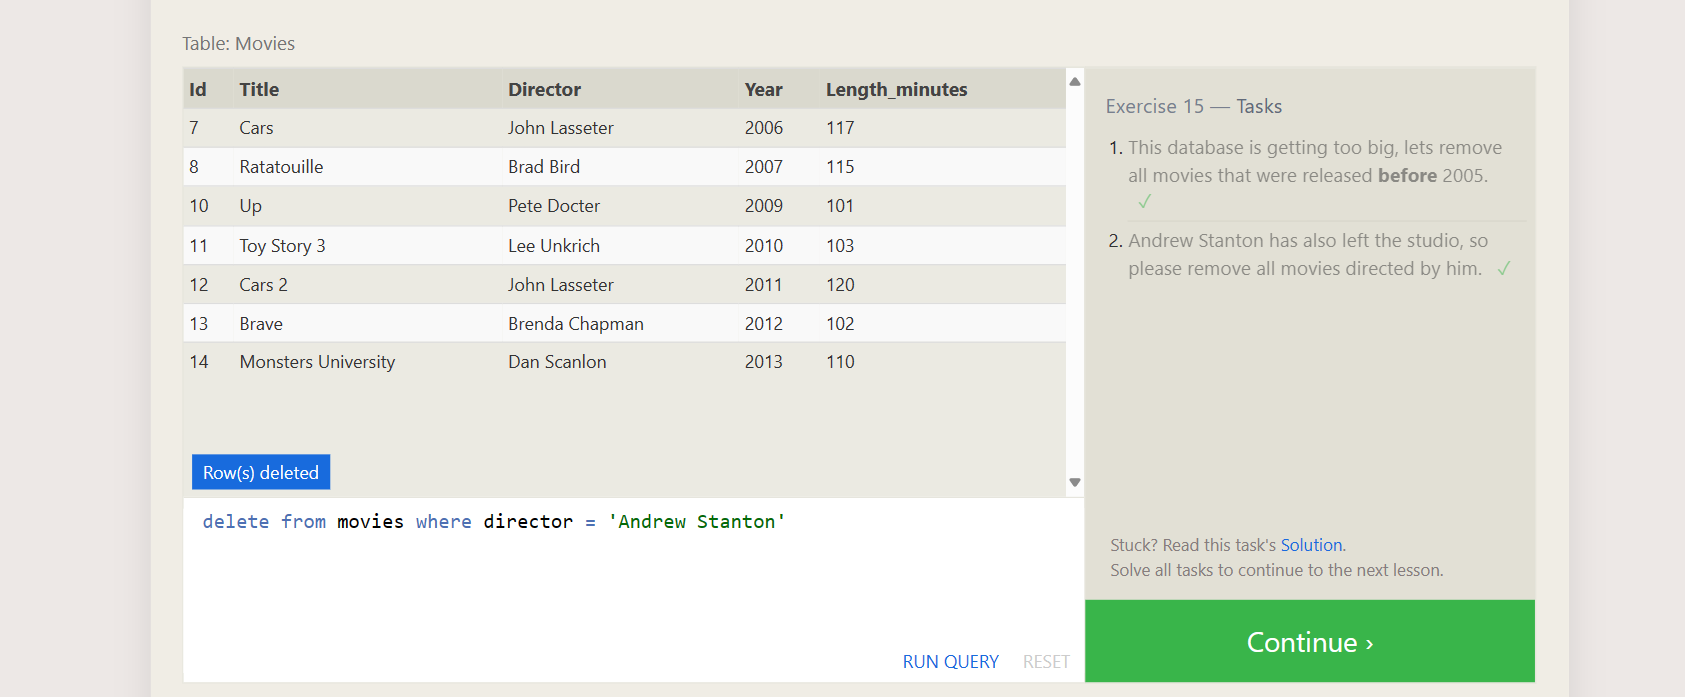 Table: Movies
Id Title Director Year Length_minutes
7 Cars John Lasseter 2006 117
8 Ratatouille Brad Bird 2007 115
10 Up Pete Docter 2009 101
11 Toy Story 3 Lee Unkrich 2010 103
12 Cars 2 John Lasseter 2011 120
13 Brave Brenda Chapman 2012 102
14 Monsters University Dan Scanlon 2013 110
Row(s) deleted
delete from movies where director = 'Andrew Stanton'
RUN QUERY RESET
Exercise 15 — Tasks
1. This database is getting too big, lets remove
all movies that were released before 2005.
✓
2. Andrew Stanton has also left the studio, so
please remove all movies directed by him. ✓
Stuck? Read this task's Solution.
Solve all tasks to continue to the next lesson.
Continue ›